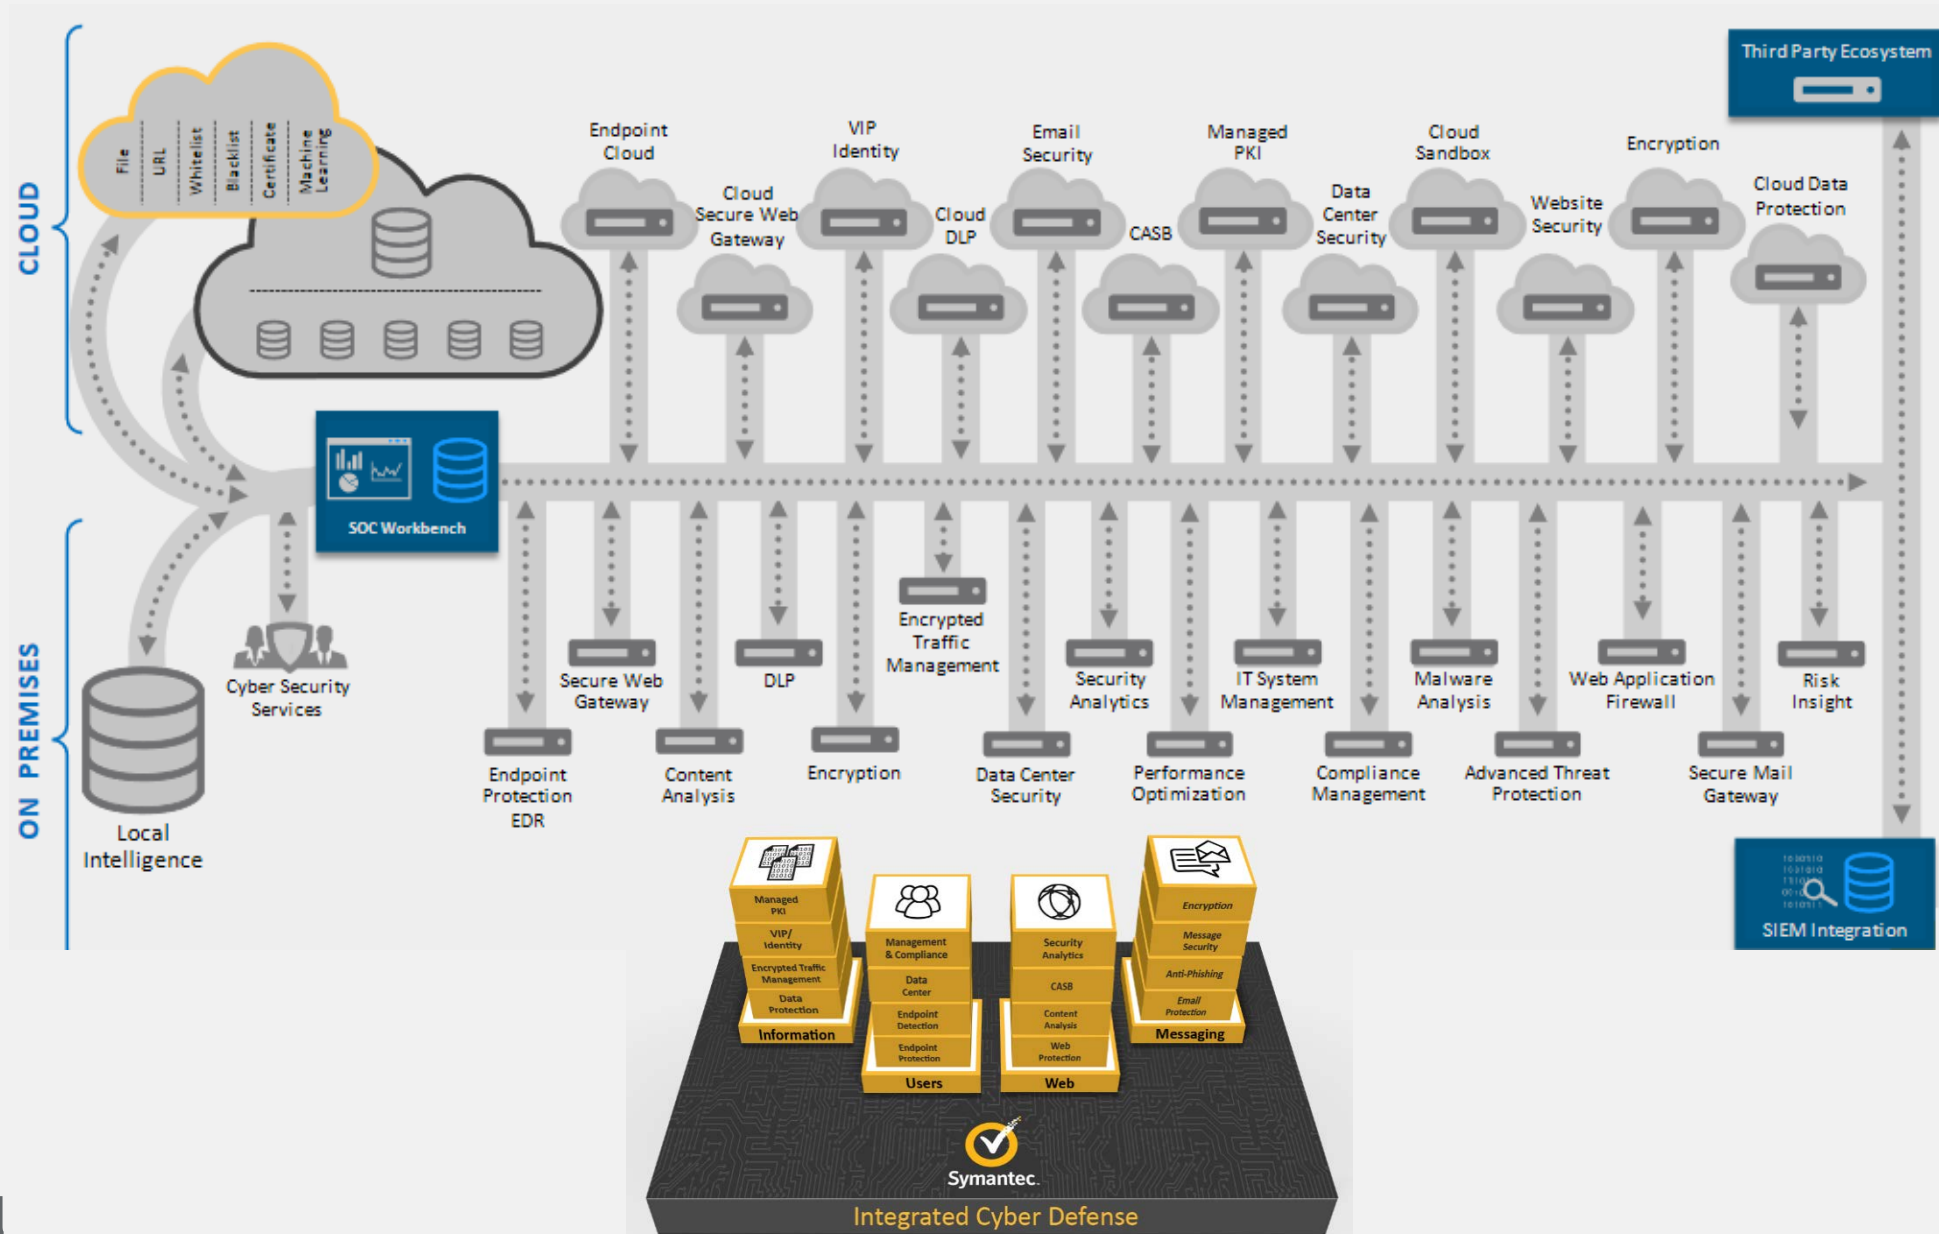 CLOUD
File
URL
Whitelist
Blacklist
Certificate
Machine
Learning
Endpoint
Cloud
Cloud
Secure Web
Gateway
VIP
Identity
Cloud
DLP
Email
Security
CASB
Managed
PKI
Data
Center
Security
Cloud
Sandbox
Website
Security
Encryption
Cloud Data
Protection
Third Party Ecosystem
SOC Workbench
ON PREMISES
Local
Intelligence
Cyber Security
Services
Endpoint
Protection
EDR
Secure Web
Gateway
Content
Analysis
DLP
Encryption
Encrypted
Traffic
Management
Data Center
Security
Security
Analytics
Performance
Optimization
IT System
Management
Compliance
Management
Malware
Analysis
Advanced Threat
Protection
Web Application
Firewall
Secure Mail
Gateway
Risk
Insight
SIEM Integration
Managed
PKI
VIP/
Identity
Encrypted Traffic
Management
Data
Protection
Information
Management
& Compliance
Data
Center
Endpoint
Detection
Endpoint
Protection
Users
Security
Analytics
CASB
Content
Analysis
Web
Protection
Web
Encryption
Message
Security
Anti-Phishing
Email
Protection
Messaging
Symantec.
Integrated Cyber Defense